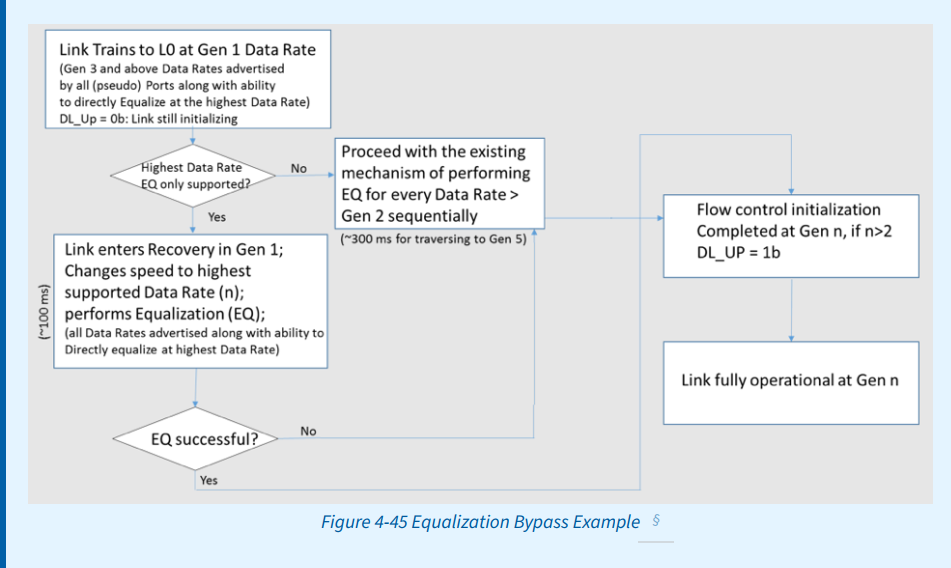 Link Trains to L0 at Gen 1 Data Rate
(Gen 3 and above Data Rates advertised
by all (pseudo) Ports along with ability
to directly Equalize at the highest Data Rate)
DL_Up = 0b: Link still initializing
Highest Data Rate
EQ only supported?
No
Yes
Proceed with the existing
mechanism of performing
EQ for every Data Rate >
Gen 2 sequentially
(~300 ms for traversing to Gen 5)
Link enters Recovery in Gen 1;
Changes speed to highest
supported Data Rate (n);
performs Equalization (EQ);
(all Data Rates advertised along with ability to
Directly equalize at highest Data Rate)
(~100 ms)
EQ successful?
No
Yes
Flow control initialization
Completed at Gen n, if n>2
DL_UP = 1b
Link fully operational at Gen n
Figure 4-45 Equalization Bypass Example §